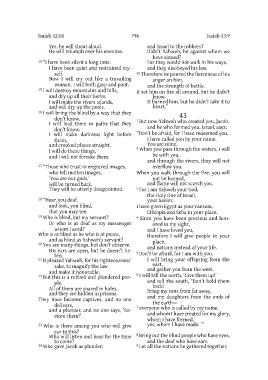 Isaiah 42:14 796 Isaiah 43:9
Yes, he will shout aloud.
He will triumph over his enemies.
14 "I have been silent a long time.
I have been quiet and restrained my-
self.
Now I will cry out like a travailing
woman. I will both gasp and pant.
15 I will destroy mountains and hills,
and dry up all their herbs.
I will make the rivers islands,
and will dry up the pools.
16 I will bring the blind by a way that they
don't know.
I will lead them in paths that they
don't know.
I will make darkness light before
them,
and crooked places straight.
I will do these things,
and I will not forsake them.
17 "Those who trust in engraved images,
who tell molten images,
'You are our gods,'
will be turned back.
They will be utterly disappointed.
18 "Hear, you deaf,
and look, you blind,
that you may see.
19 Who is blind, but my servant?
Or who is as deaf as my messenger
whom I send?
Who is as blind as he who is at peace,
and as blind as Yahweh's servant?
20 You see many things, but don't observe.
His ears are open, but he doesn't lis-
ten.
21 It pleased Yahweh, for his righteousness'
sake, to magnify the law
and make it honorable.
22 But this is a robbed and plundered peo-
ple.
All of them are snared in holes,
and they are hidden in prisons.
They have become captives, and no one
delivers,
and a plunder, and no one says, 'Re-
store them!'
23 Who is there among you who will give
ear to this?
Who will listen and hear for the time
to come?
24 Who gave Jacob as plunder,
and Israel to the robbers?
Didn't Yahweh, he against whom we
have sinned?
For they would not walk in his ways,
and they disobeyed his law.
25 Therefore he poured the fierceness of his
anger on him,
and the strength of battle.
It set him on fire all around, but he didn't
know.
It burned him, but he didn't take it to
heart."
43
1 But now Yahweh who created you, Jacob,
and he who formed you, Israel, says:
"Don't be afraid, for I have redeemed you.
I have called you by your name.
You are mine.
2 When you pass through the waters, I will
be with you,
and through the rivers, they will not
overflow you.
When you walk through the fire, you will
not be burned,
and flame will not scorch you.
3 For I am Yahweh your God,
the Holy One of Israel,
your Savior.
I have given Egypt as your ransom,
Ethiopia and Seba in your place.
4 Since you have been precious and hon-
ored in my sight,
and I have loved you,
therefore I will give people in your
place,
and nations instead of your life.
5 Don't be afraid, for I am with you.
I will bring your offspring from the
east,
and gather you from the west.
6 I will tell the north, 'Give them up!'
and tell the south, 'Don't hold them
back!
Bring my sons from far away,
and my daughters from the ends of
the earth—
7 everyone who is called by my name,
and whom I have created for my glory,
whom I have formed,
yes, whom I have made.'"
8 Bring out the blind people who have eyes,
and the deaf who have ears.
9 Let all the nations be gathered together,